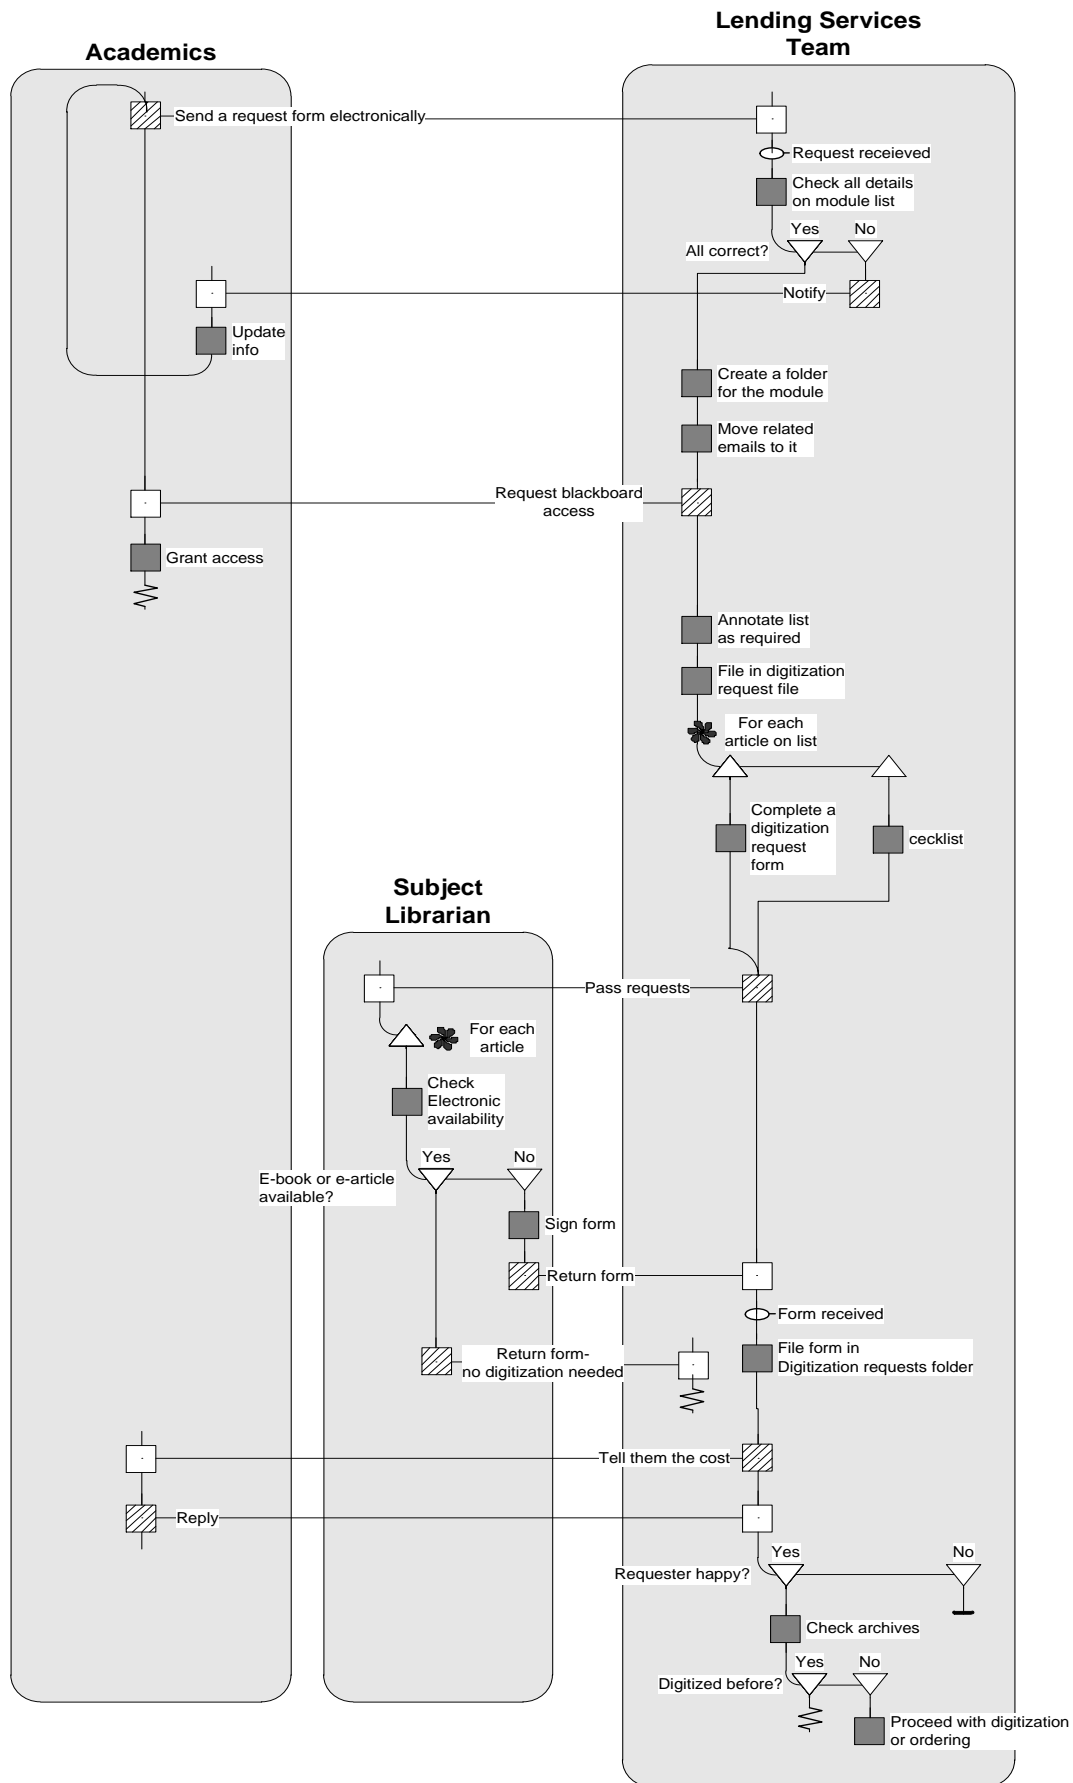 Lending Services
Team
Academics
Send a request form electronically
Request receieved
Check all details
on module list
Yes
No
All correct?
Notify
Update
info
Create a folder
for the module
Move related
emails to it
Request blackboard
access
Grant access
Annotate list
as required
File in digitization
request file
For each
article on list
Complete a
digitization
request
form
cecklist
Subject
Librarian
Pass requests
For each
article
Check
Electronic
availability
Yes
No
E-book or e-article
available?
Sign form
Return form
Form received
Return form-
no digitization needed
File form in
Digitization requests folder
Tell them the cost
Reply
Yes
No
Requester happy?
Check archives
Yes
No
Digitized before?
Proceed with digitization
or ordering